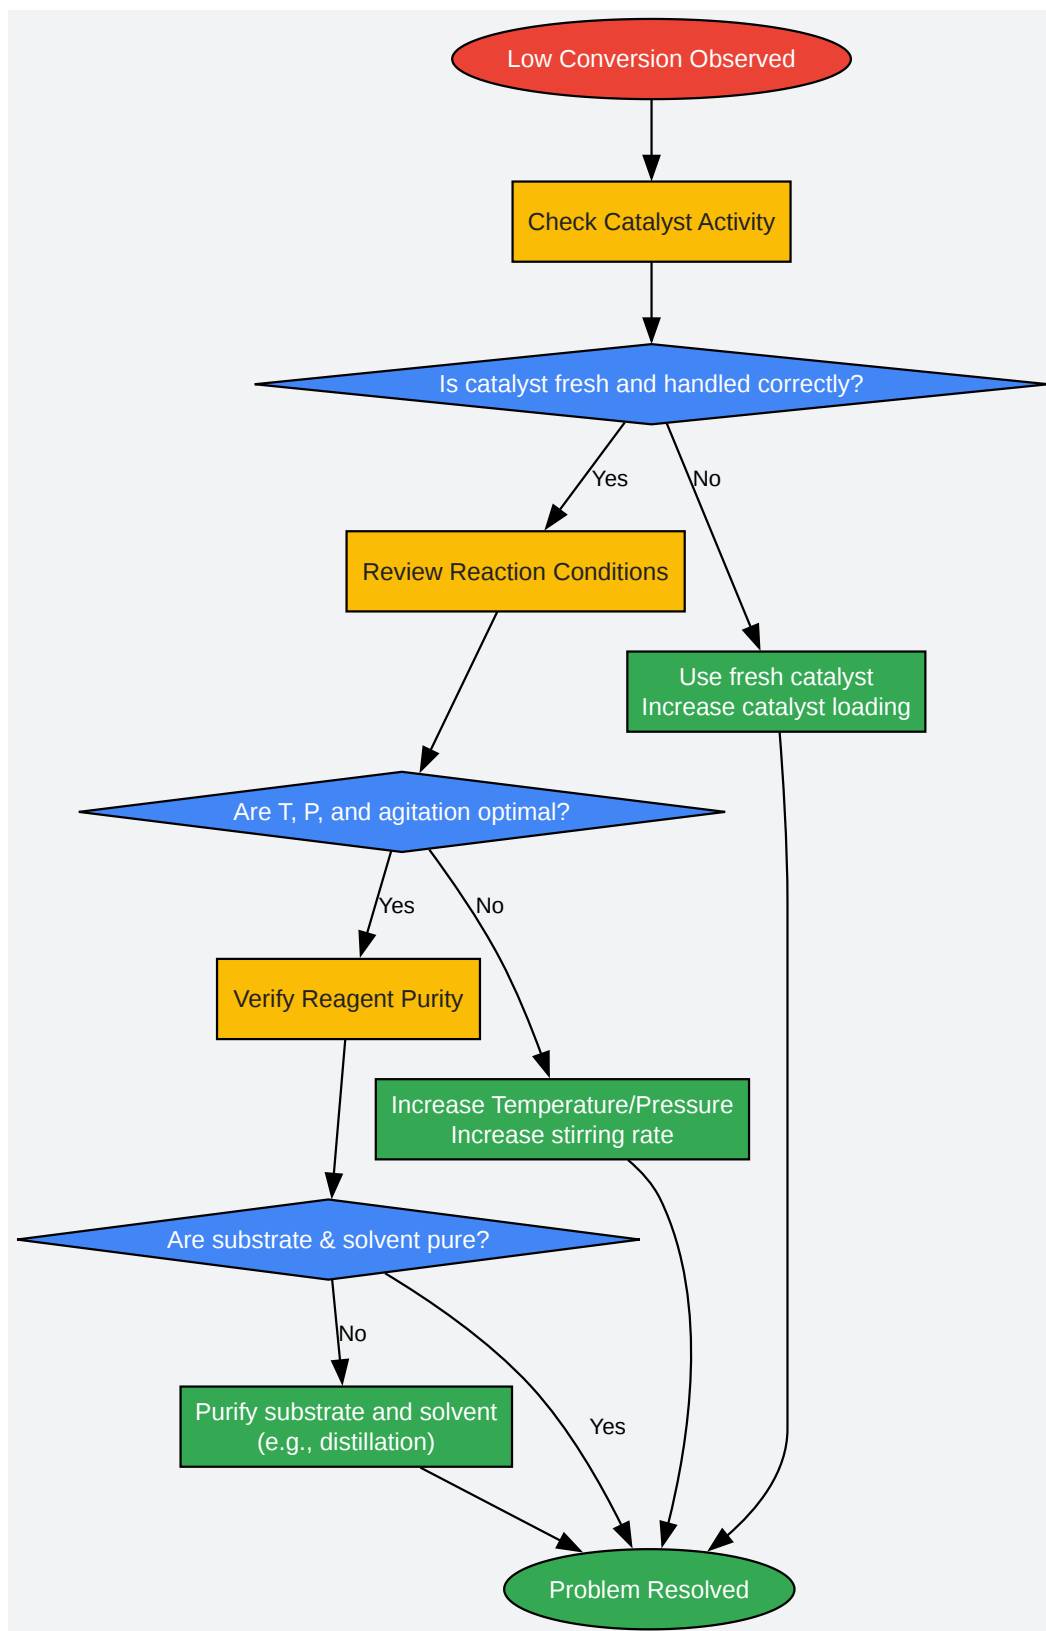 Low Conversion Observed
Check Catalyst Activity
Is catalyst fresh and handled correctly?
Yes
No
Review Reaction Conditions
Use fresh catalyst
Increase catalyst loading
Are T, P, and agitation optimal?
Yes
No
Verify Reagent Purity
Increase Temperature/Pressure
Increase stirring rate
Are substrate & solvent pure?
No
Purify substrate and solvent
(e.g., distillation)
Yes
Problem Resolved